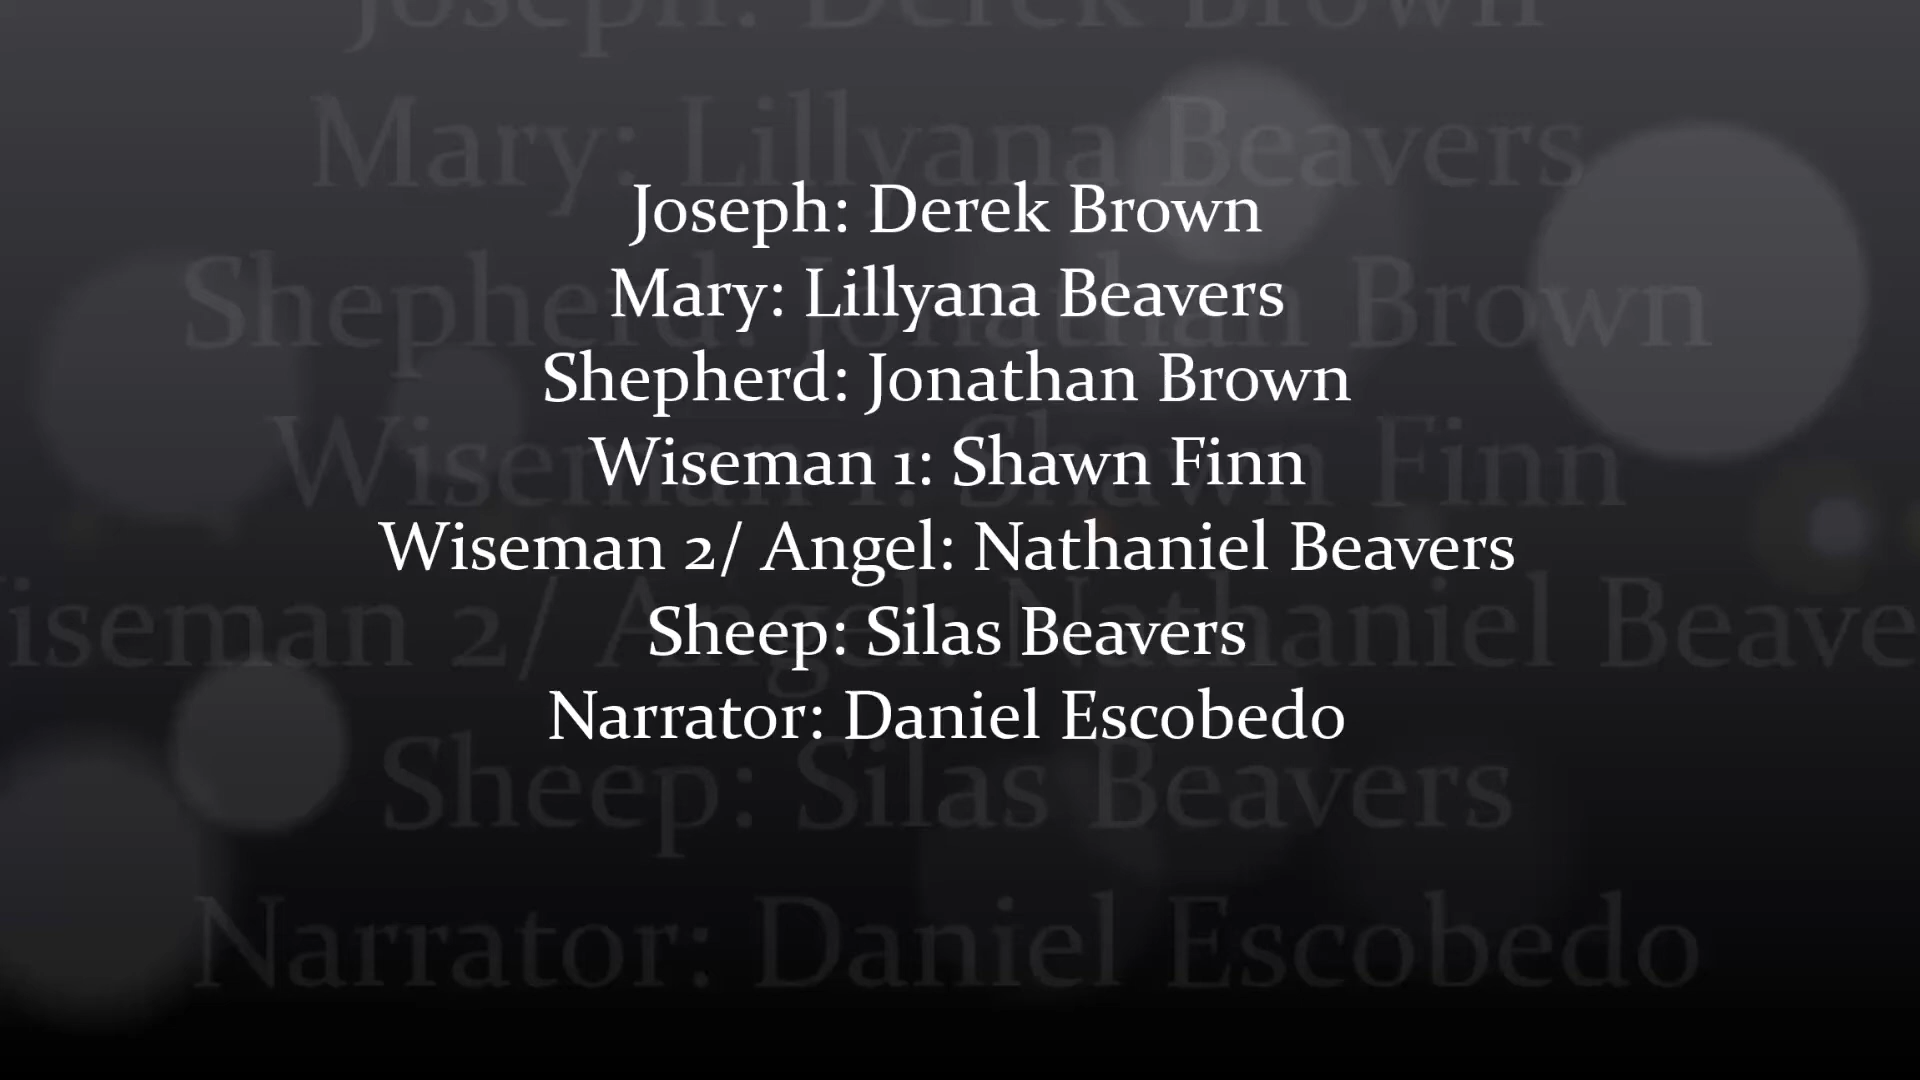 Joseph: Derek Brown
Mary: Lillyana Beavers
Shepherd: Jonathan Brown
Wiseman 1: Shawn Finn
Wiseman 2/ Angel: Nathaniel Beavers
Sheep: Silas Beavers
Narrator: Daniel Escobedo